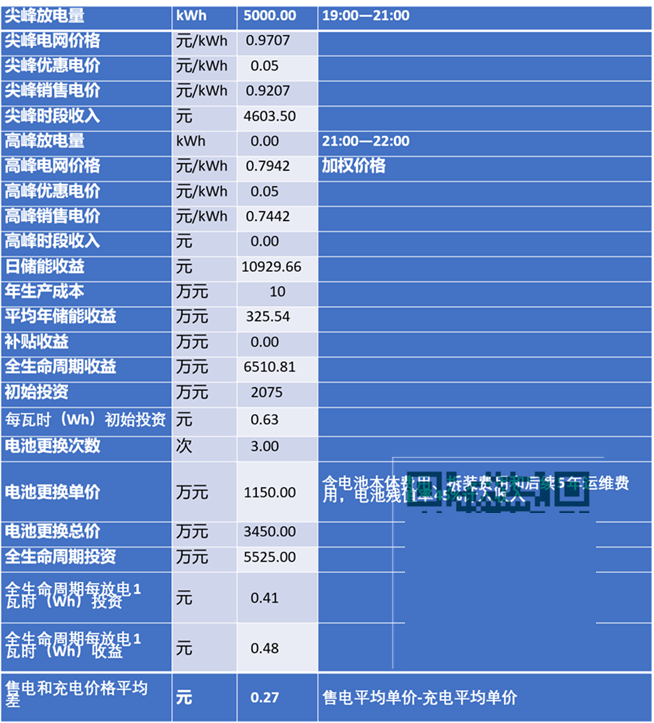 尖峰放电量 kWh 5000.00 19:00—21:00
尖峰电网价格 元/kWh 0.9707
尖峰优惠电价 元/kWh 0.05
尖峰销售电价 元/kWh 0.9207
尖峰时段收入 元 4603.50
高峰放电量 kWh 0.00 21:00—22:00
高峰电网价格 元/kWh 0.7942 加权价格
高峰优惠电价 元/kWh 0.05
高峰销售电价 元/kWh 0.7442
高峰时段收入 元 0.00
日储能收益 元 10929.66
年生产成本 万元 10
平均年储能收益 万元 325.54
补贴收益 万元 0.00
全生命周期收益 万元 6510.81
初始投资 万元 2075
每瓦时（Wh）初始投资 元 0.63
电池更换次数 次 3.00
电池更换单价 万元 1150.00 含电池本体费用、拆装费用和后续5年运维费
用，电池残值率
电池更换总价 万元 3450.00
全生命周期投资 万元 5525.00
全生命周期每放电1
瓦时（Wh）投资 元 0.41
全生命周期每放电1
瓦时（Wh）收益 元 0.48
售电和充电价格平均
差 元 0.27 售电平均单价-充电平均单价